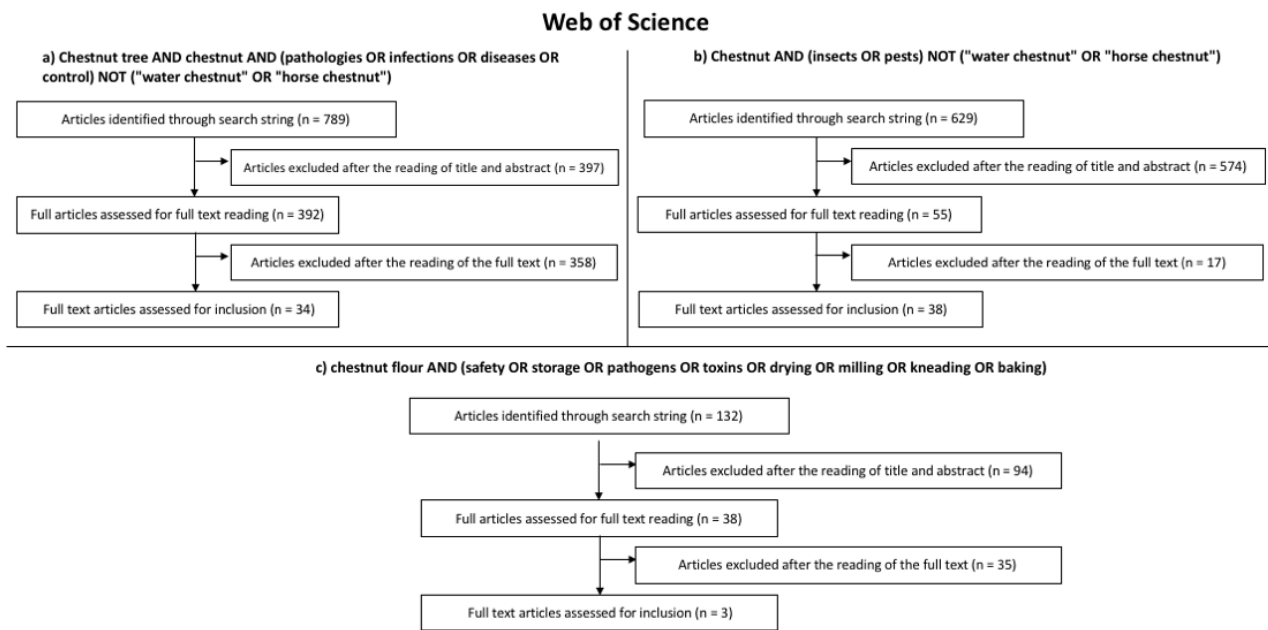 Web of Science
a) Chestnut tree AND chestnut AND (pathologies OR infections OR diseases OR
control) NOT ("water chestnut" OR "horse chestnut")
Articles identified through search string (n = 789)
Articles excluded after the reading of title and abstract (n = 397)
Full articles assessed for full text reading (n = 392)
Articles excluded after the reading of the full text (n = 358)
Full text articles assessed for inclusion (n = 34)
b) Chestnut AND (insects OR pests) NOT ("water chestnut" OR "horse chestnut")
Articles identified through search string (n = 629)
Articles excluded after the reading of title and abstract (n = 574)
Full articles assessed for full text reading (n = 55)
Articles excluded after the reading of the full text (n = 17)
Full text articles assessed for inclusion (n = 38)
c) chestnut flour AND (safety OR storage OR pathogens OR toxins OR drying OR milling OR kneading OR baking)
Articles identified through search string (n = 132)
Articles excluded after the reading of title and abstract (n = 94)
Full articles assessed for full text reading (n = 38)
Articles excluded after the reading of the full text (n = 35)
Full text articles assessed for inclusion (n = 3)